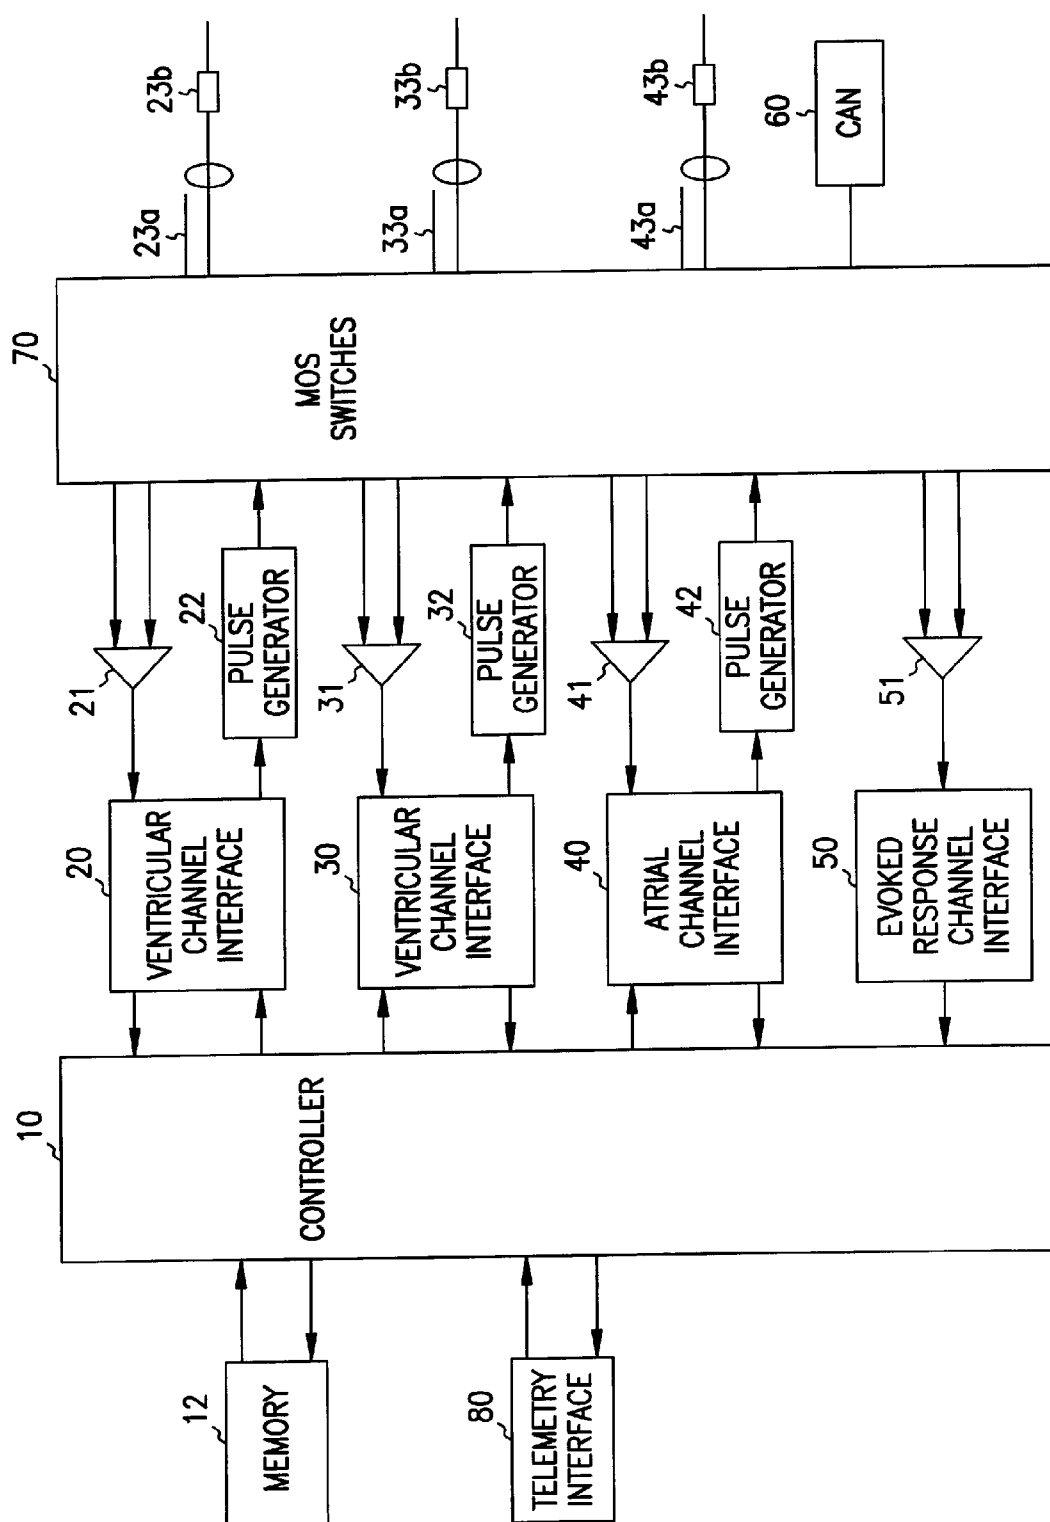 10
CONTROLLER
12
MEMORY
80
TELEMETRY
INTERFACE
20
VENTRICULAR
CHANNEL
INTERFACE
21
22
PULSE
GENERATOR
30
VENTRICULAR
CHANNEL
INTERFACE
31
32
PULSE
GENERATOR
40
ATRIAL
CHANNEL
INTERFACE
41
42
PULSE
GENERATOR
50
EVOKED
RESPONSE
CHANNEL
INTERFACE
51
70
MOS
SWITCHES
23a
23b
33a
33b
43a
43b
60
CAN